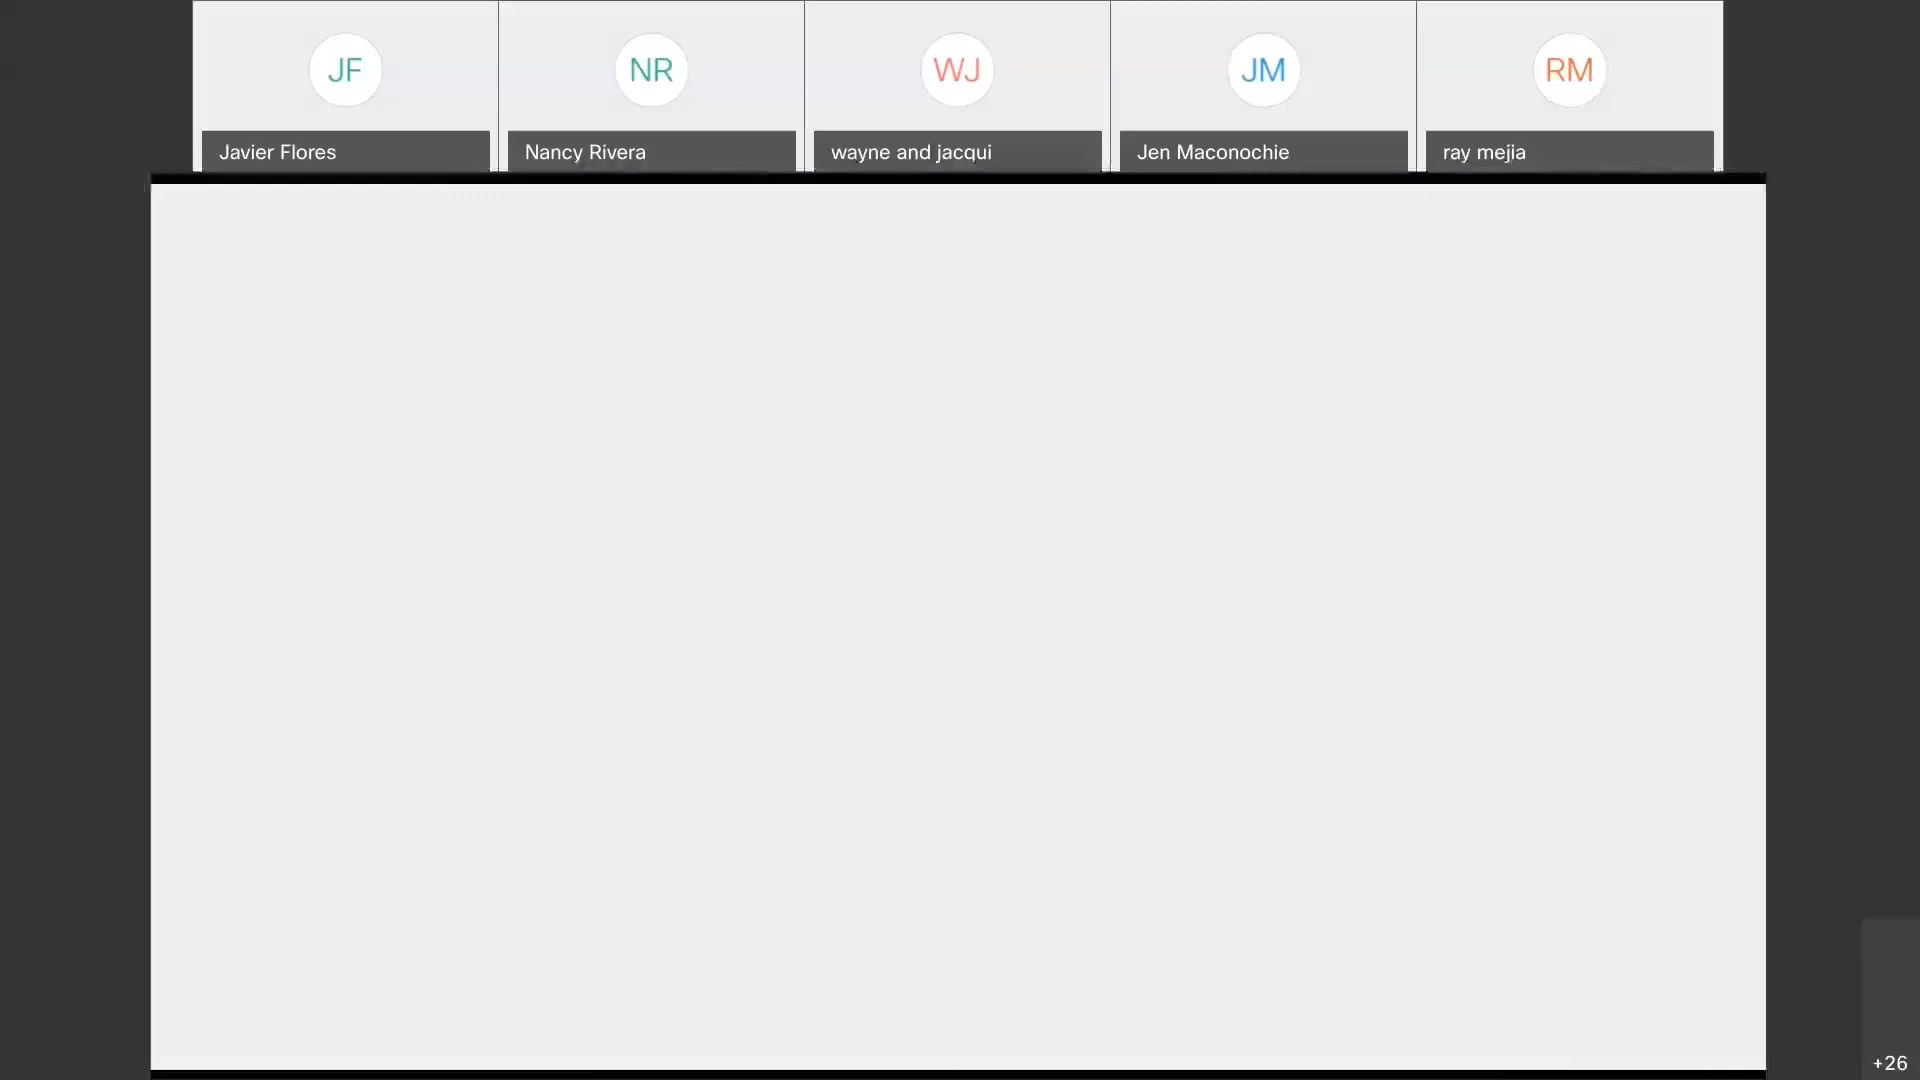 JF
NR
WJ
JM
RM
Javier Flores
Nancy Rivera
wayne and jacqui
Jen Maconochie
ray mejia
+26